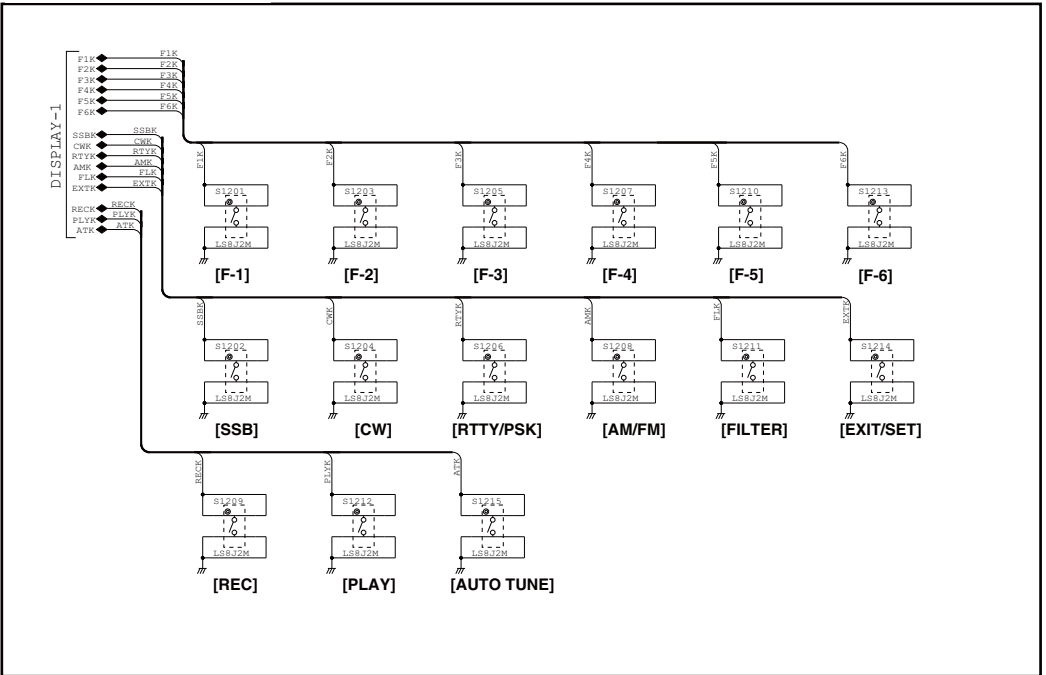 DISPLAY-1
F1K F1K
F2K F2K
F3K F3K
F4K F4K
F5K F5K
F6K F6K
SSBK SSBK
CWK CWK
RTYK RTYK
AMK AMK
FLK FLK
EXTK EXTK
RECK RECK
PLYK PLYK
ATK ATK
F1K F2K F3K F4K F5K F6K
S1201 S1203 S1205 S1207 S1210 S1213
LS8J2M LS8J2M LS8J2M LS8J2M LS8J2M LS8J2M
[F-1] [F-2] [F-3] [F-4] [F-5] [F-6]
SSBK CWK RTYK AMK FLK EXTK
S1202 S1204 S1206 S1208 S1211 S1214
LS8J2M LS8J2M LS8J2M LS8J2M LS8J2M LS8J2M
[SSB] [CW] [RTTY/PSK] [AM/FM] [FILTER] [EXIT/SET]
RECK PLYK ATK
S1209 S1212 S1215
LS8J2M LS8J2M LS8J2M
[REC] [PLAY] [AUTO TUNE]